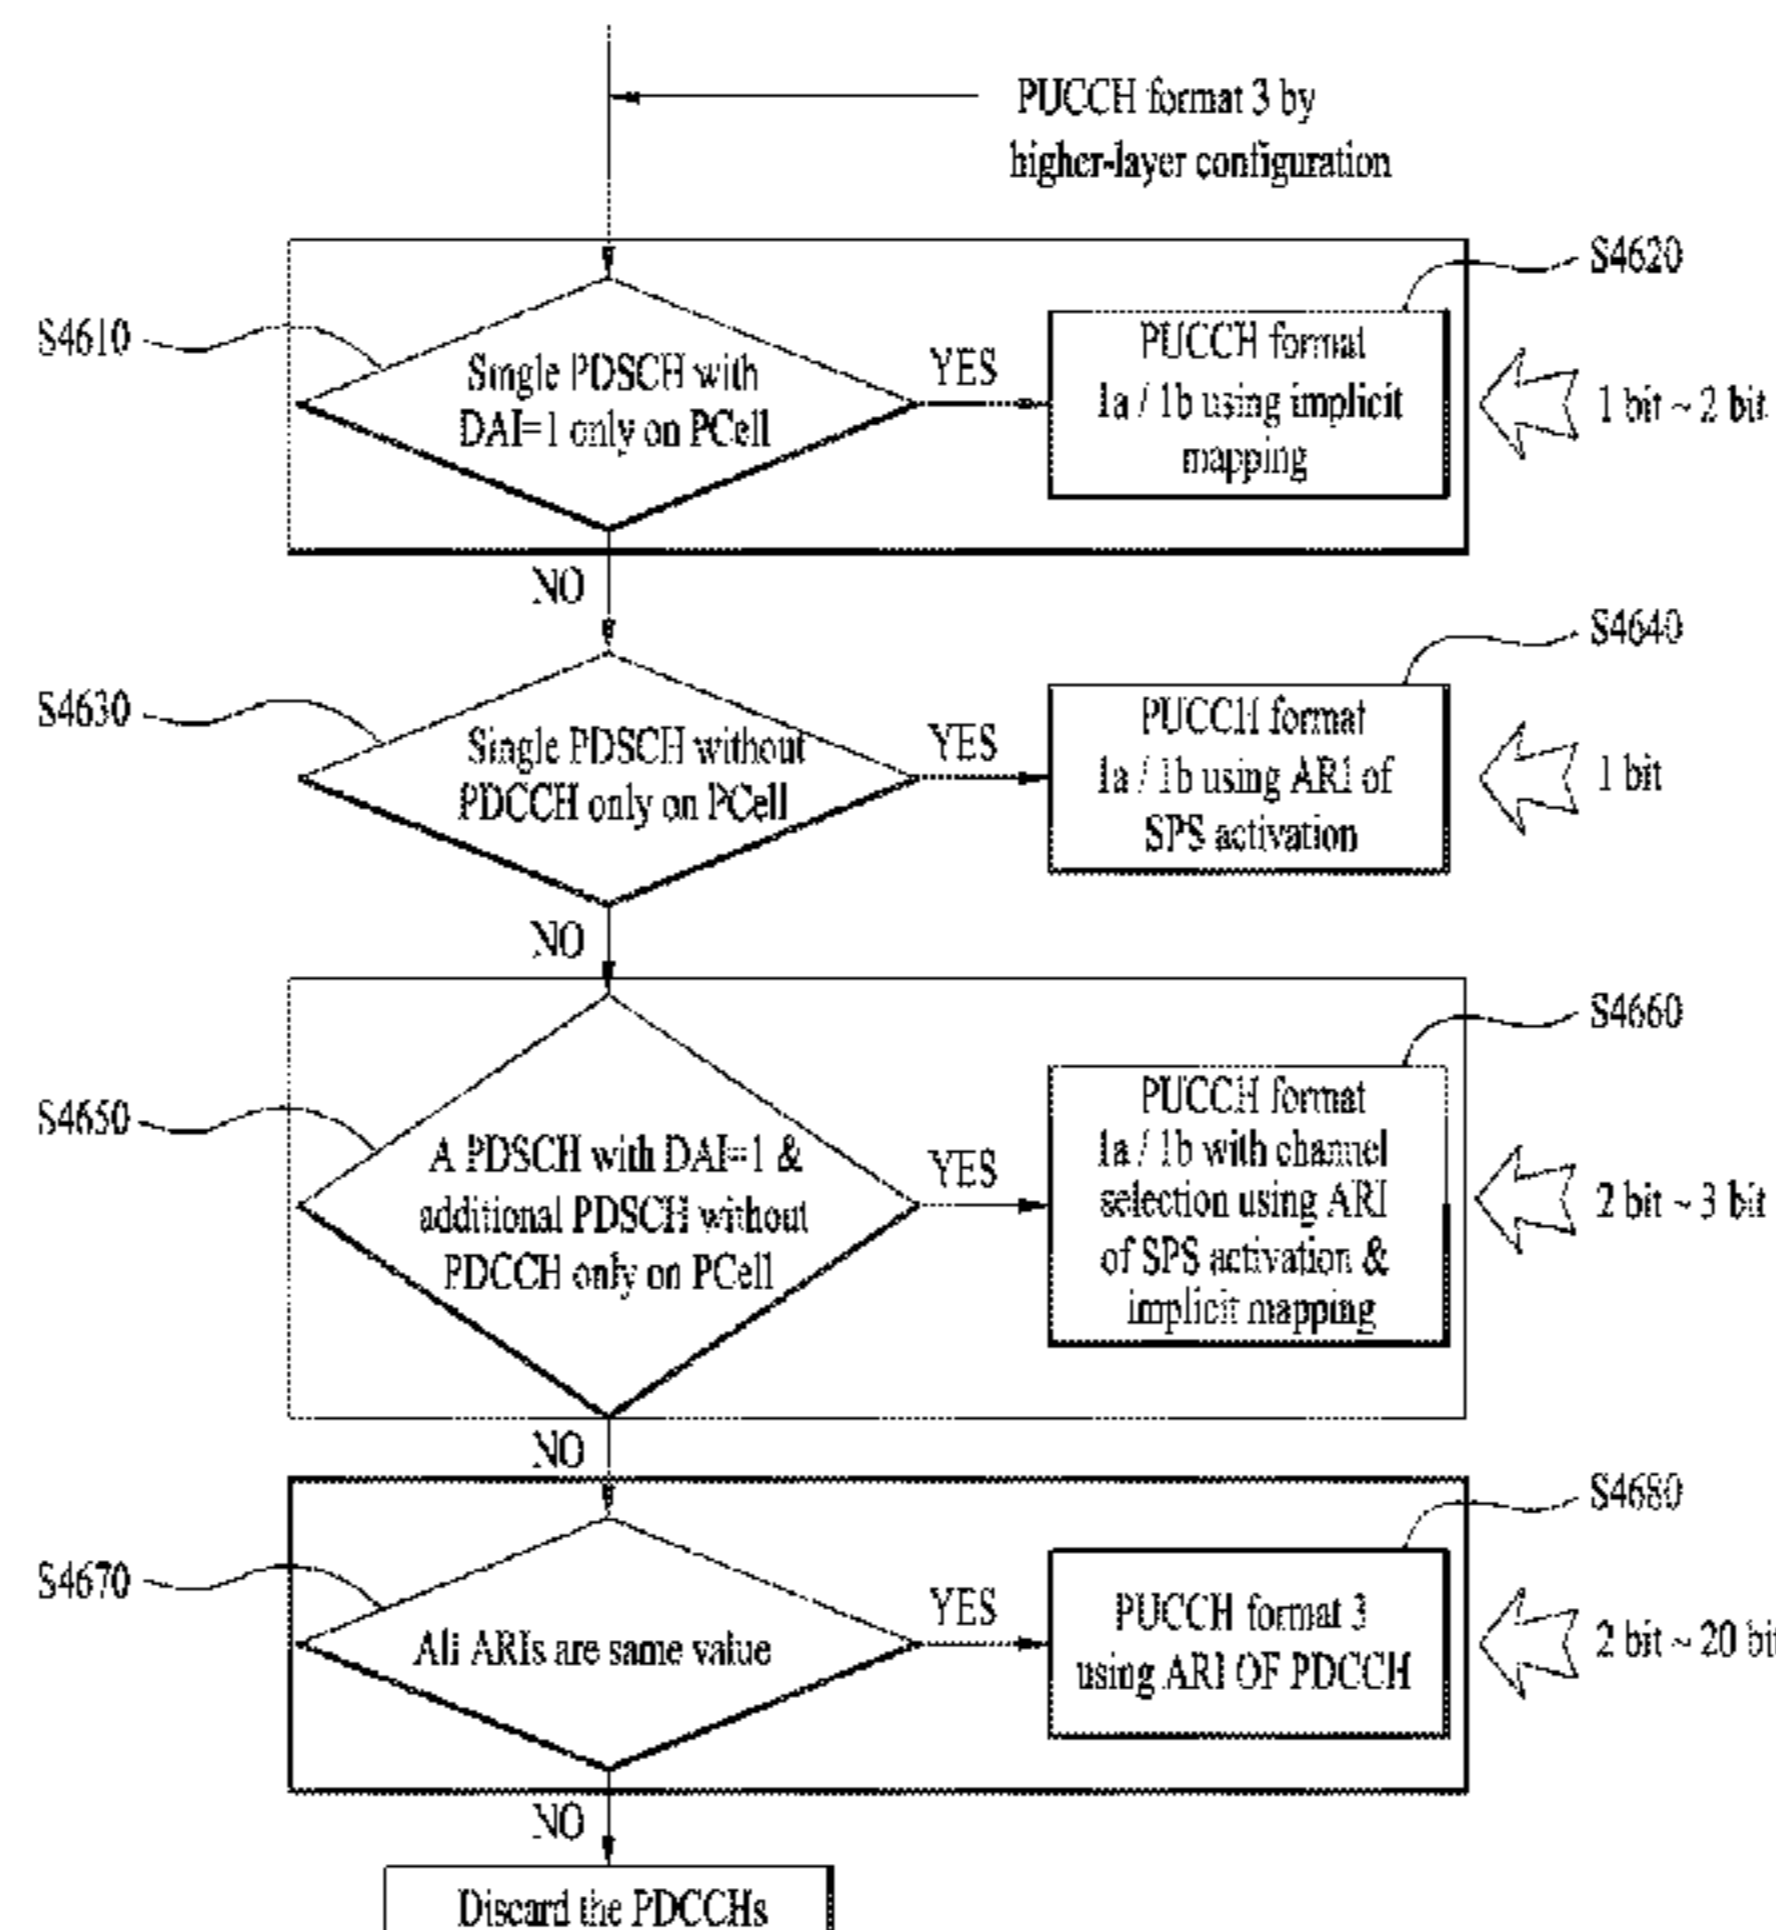 PUCCH format 3 by
higher-layer configuration
S4610
Single PDSCH with
DAI=1 only on PCell
YES
S4620
PUCCH format
1a / 1b using implicit
mapping
1 bit ~ 2 bit
NO
S4630
Single PDSCH without
PDCCH only on PCell
YES
S4640
PUCCH format
1a / 1b using ARI of
SPS activation
1 bit
NO
S4650
A PDSCH with DAI=1 &
additional PDSCH without
PDCCH only on PCell
YES
S4660
PUCCH format
1a / 1b with channel
selection using ARI
of SPS activation &
implicit mapping
2 bit ~ 3 bit
NO
S4670
All ARIs are same value
YES
S4680
PUCCH format 3
using ARI OF PDCCH
2 bit ~ 20 bit
NO
Discard the PDCCHs